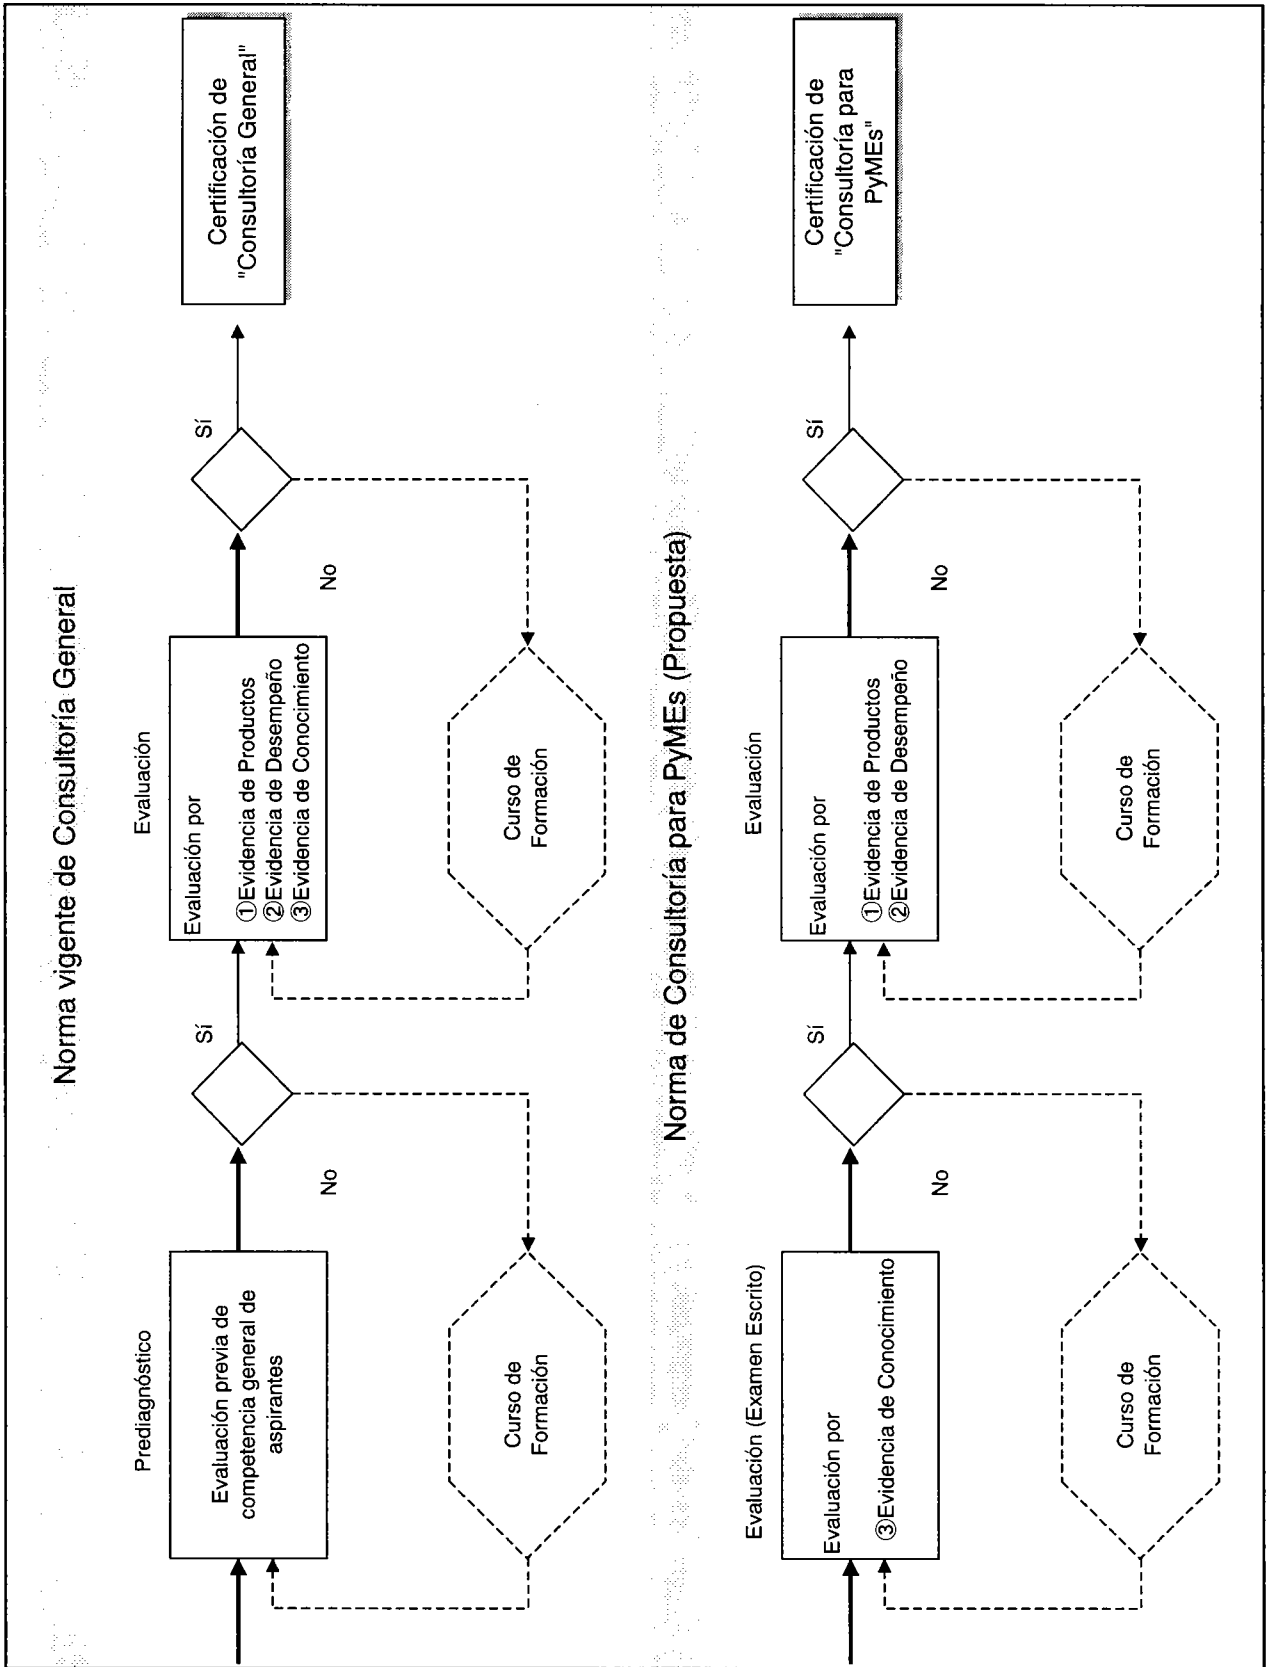 Norma vigente de Consultoría General
Prediagnóstico
Evaluación previa de
competencia general de
aspirantes
No
Sí
Curso de
Formación
Evaluación
Evaluación por
①Evidencia de Productos
②Evidencia de Desempeño
③Evidencia de Conocimiento
No
Sí
Curso de
Formación
Certificación de
"Consultoría General"
Norma de Consultoría para PyMEs (Propuesta)
Evaluación (Examen Escrito)
Evaluación por
③Evidencia de Conocimiento
No
Sí
Curso de
Formación
Evaluación
Evaluación por
①Evidencia de Productos
②Evidencia de Desempeño
No
Sí
Curso de
Formación
Certificación de
"Consultoría para
PyMEs"